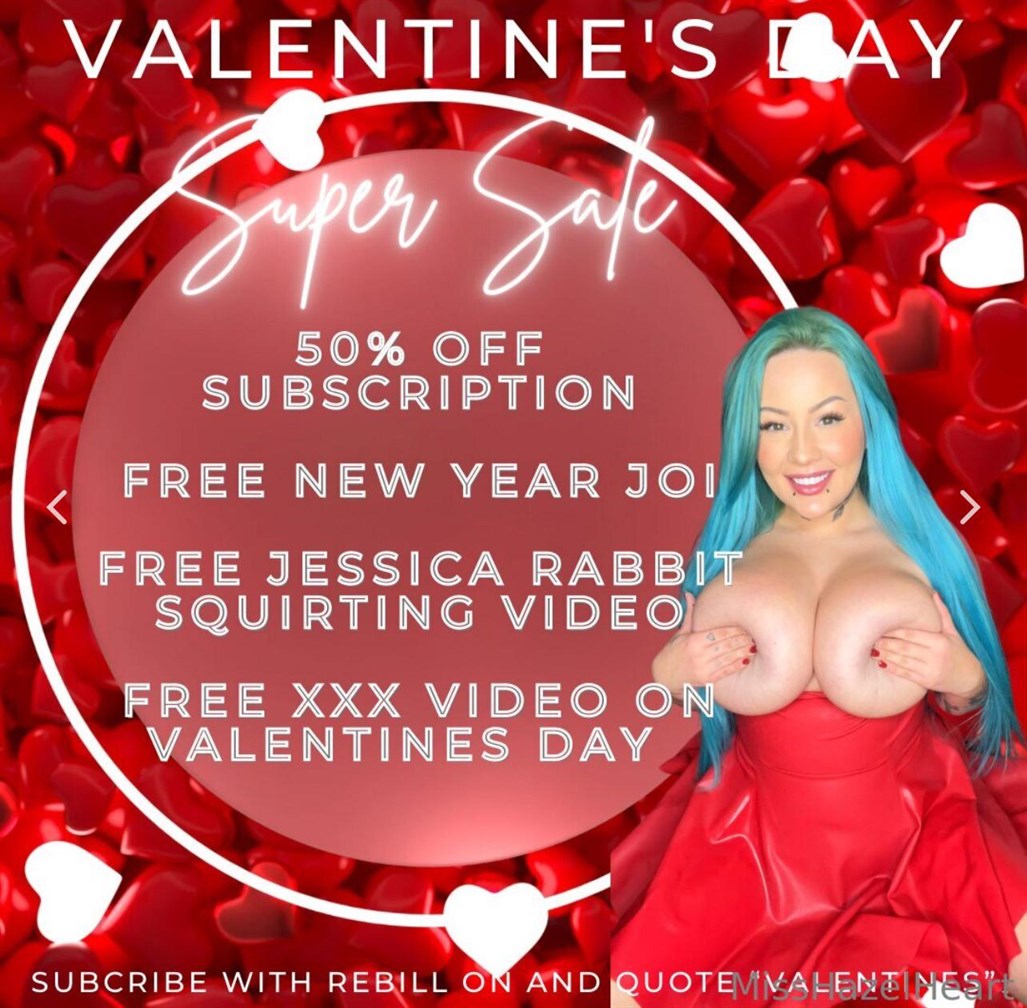 VALENTINE'S DAY
Super Sale
50% OFF
SUBSCRIPTION
FREE NEW YEAR JOI
FREE JESSICA RABBIT
SQUIRTING VIDEO
FREE XXX VIDEO ON
VALENTINES DAY
SUBCRIBE WITH REBILL ON AND QUOTE "VALENTINES"
MissHazelHeart